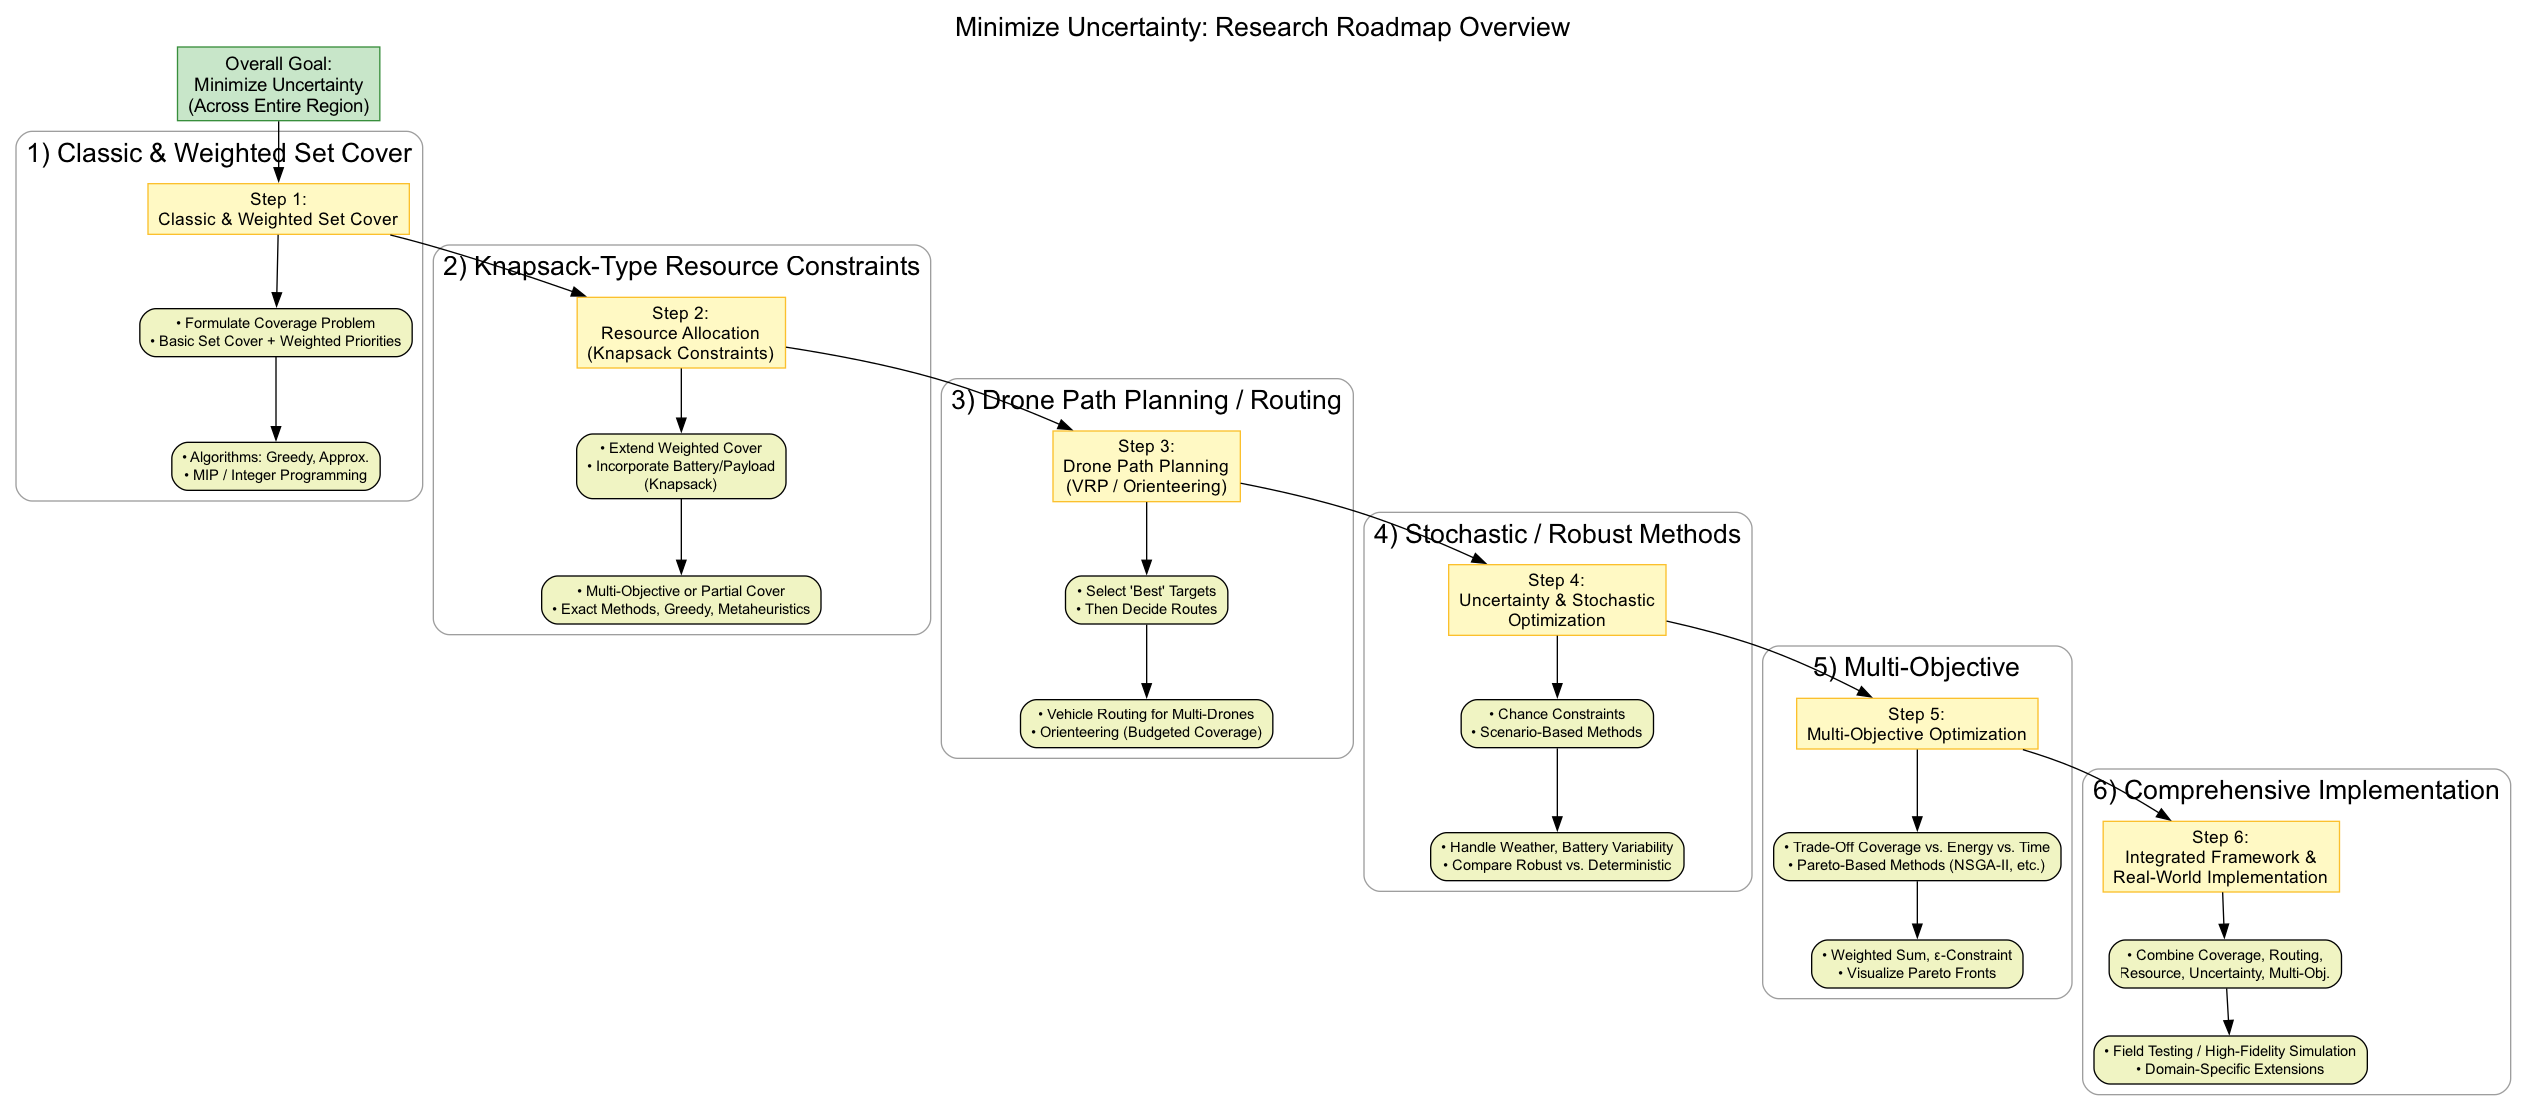 Minimize Uncertainty: Research Roadmap Overview
Overall Goal:
Minimize Uncertainty
(Across Entire Region)
1) Classic & Weighted Set Cover
Step 1:
Classic & Weighted Set Cover
• Formulate Coverage Problem
• Basic Set Cover + Weighted Priorities
• Algorithms: Greedy, Approx.
• MIP / Integer Programming
2) Knapsack-Type Resource Constraints
Step 2:
Resource Allocation
(Knapsack Constraints)
• Extend Weighted Cover
• Incorporate Battery/Payload
(Knapsack)
• Multi-Objective or Partial Cover
• Exact Methods, Greedy, Metaheuristics
3) Drone Path Planning / Routing
Step 3:
Drone Path Planning
(VRP / Orienteering)
• Select 'Best' Targets
• Then Decide Routes
• Vehicle Routing for Multi-Drones
• Orienteering (Budgeted Coverage)
4) Stochastic / Robust Methods
Step 4:
Uncertainty & Stochastic
Optimization
• Chance Constraints
• Scenario-Based Methods
• Handle Weather, Battery Variability
• Compare Robust vs. Deterministic
5) Multi-Objective
Step 5:
Multi-Objective Optimization
• Trade-Off Coverage vs. Energy vs. Time
• Pareto-Based Methods (NSGA-II, etc.)
• Weighted Sum, ε-Constraint
• Visualize Pareto Fronts
6) Comprehensive Implementation
Step 6:
Integrated Framework &
Real-World Implementation
• Combine Coverage, Routing,
Resource, Uncertainty, Multi-Obj.
• Field Testing / High-Fidelity Simulation
• Domain-Specific Extensions